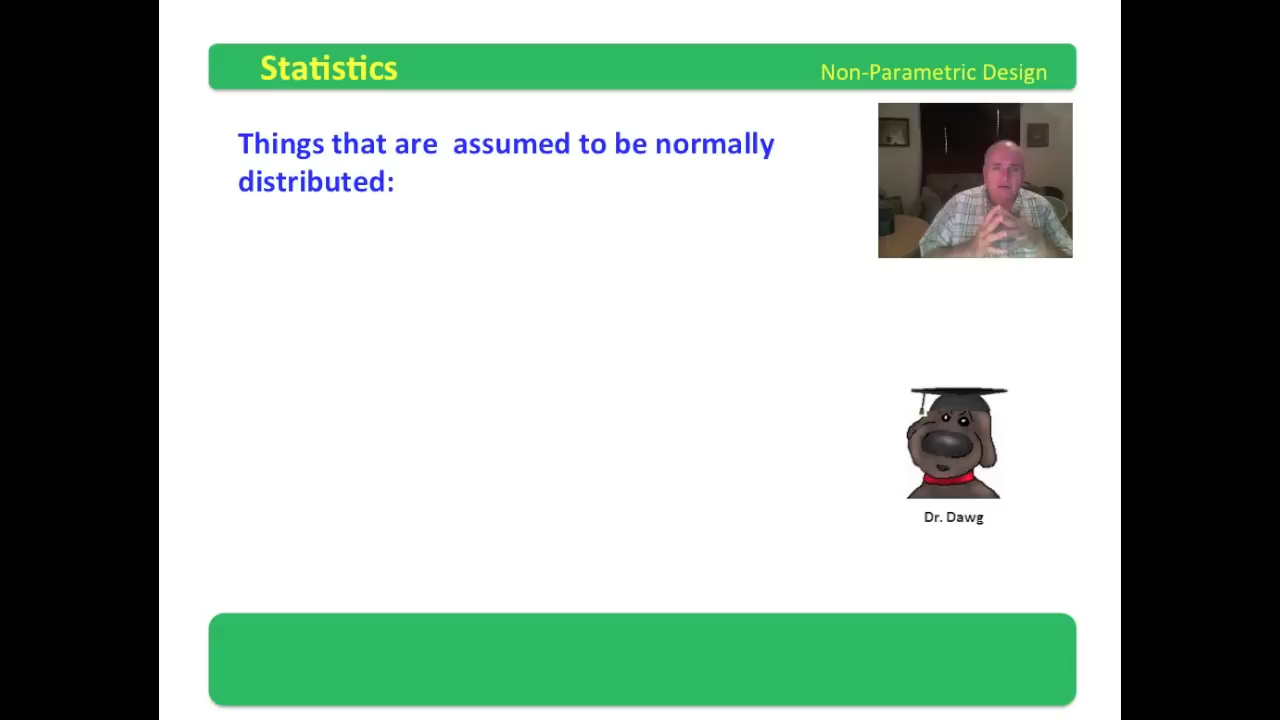 Statistics
Non-Parametric Design
Things that are  assumed to be normally
distributed:
Dr. Dawg